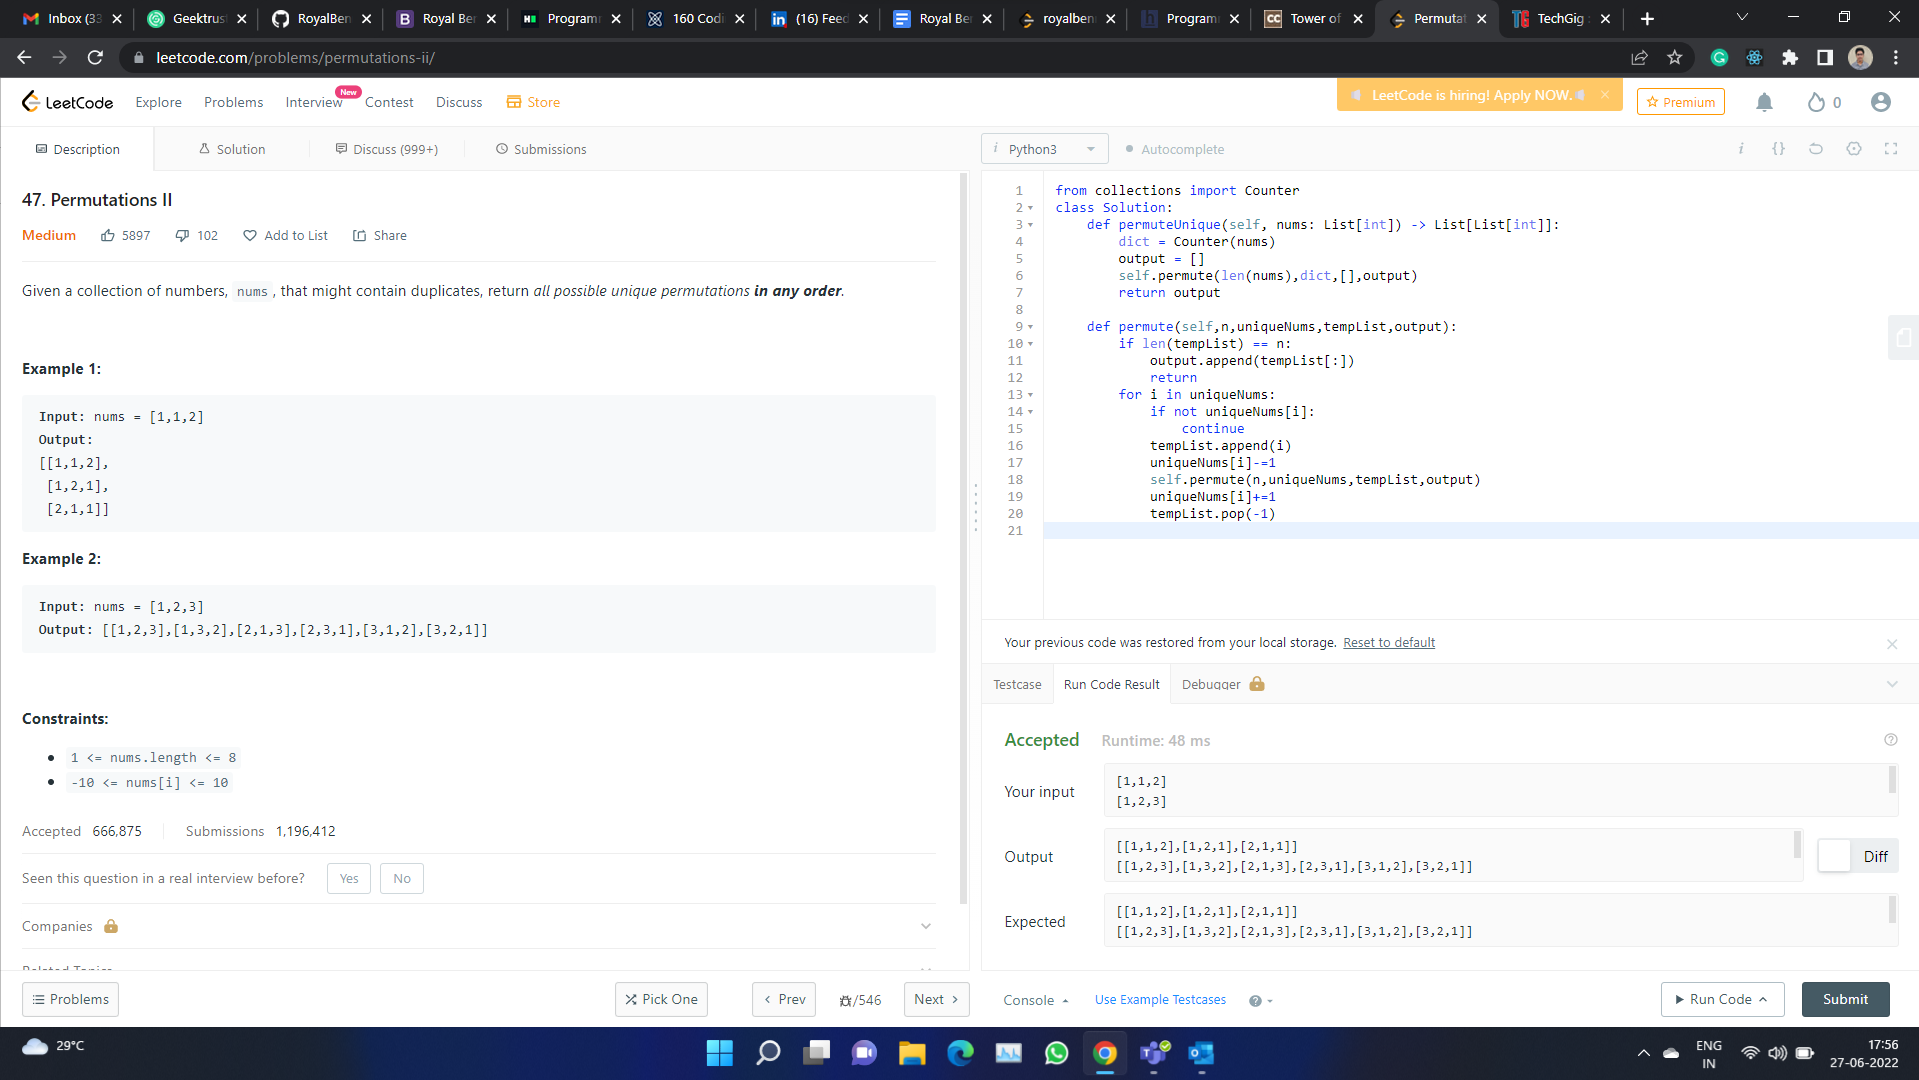 Inbox (33
Geektrust
RoyalBen
Royal Ber
Programm
160 Codi
(16) Feed
Royal Ber
royalben
Programm
Tower of
Permutat
TechGig
leetcode.com/problems/permutations-ii/
LeetCode
Explore
Problems
Interview
New
Contest
Discuss
Store
LeetCode is hiring! Apply NOW.
Premium
0
Description
Solution
Discuss (999+)
Submissions
Python3
Autocomplete
47. Permutations II
Medium
5897
102
Add to List
Share
Given a collection of numbers, nums , that might contain duplicates, return all possible unique permutations in any order.
Example 1:
Input: nums = [1,1,2]
Output:
[[1,1,2],
[1,2,1],
[2,1,1]]
Example 2:
Input: nums = [1,2,3]
Output: [[1,2,3],[1,3,2],[2,1,3],[2,3,1],[3,1,2],[3,2,1]]
Constraints:
1 <= nums.length <= 8
-10 <= nums[i] <= 10
Accepted 666,875
Submissions 1,196,412
Seen this question in a real interview before?
Yes
No
Companies
Related Topics
Problems
Pick One
Prev
/546
Next
1 from collections import Counter
2 class Solution:
3 def permuteUnique(self, nums: List[int]) -> List[List[int]]:
4 dict = Counter(nums)
5 output = []
6 self.permute(len(nums),dict,[],output)
7 return output
8
9 def permute(self,n,uniqueNums,tempList,output):
10 if len(tempList) == n:
11 output.append(tempList[:])
12 return
13 for i in uniqueNums:
14 if not uniqueNums[i]:
15 continue
16 tempList.append(i)
17 uniqueNums[i]-=1
18 self.permute(n,uniqueNums,tempList,output)
19 uniqueNums[i]+=1
20 tempList.pop(-1)
21
Your previous code was restored from your local storage. Reset to default
Testcase
Run Code Result
Debugger
Accepted
Runtime: 48 ms
Your input
[1,1,2]
[1,2,3]
Output
[[1,1,2],[1,2,1],[2,1,1]]
[[1,2,3],[1,3,2],[2,1,3],[2,3,1],[3,1,2],[3,2,1]]
Diff
Expected
[[1,1,2],[1,2,1],[2,1,1]]
[[1,2,3],[1,3,2],[2,1,3],[2,3,1],[3,1,2],[3,2,1]]
Console
Use Example Testcases
Run Code
Submit
29°C
ENG
IN
17:56
27-06-2022